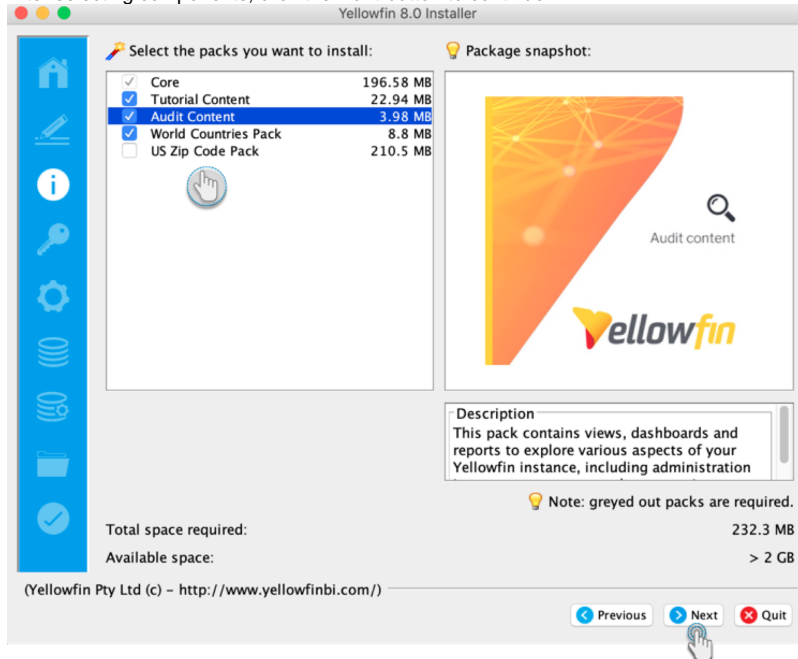 Yellowfin 8.0 Installer
Select the packs you want to install:
Core 196.58 MB
Tutorial Content 22.94 MB
Audit Content 3.98 MB
World Countries Pack 8.8 MB
US Zip Code Pack 210.5 MB
Package snapshot:
Audit content
Yellowfin
Description
This pack contains views, dashboards and
reports to explore various aspects of your
Yellowfin instance, including administration
Note: greyed out packs are required.
Total space required: 232.3 MB
Available space: > 2 GB
(Yellowfin Pty Ltd (c) – http://www.yellowfinbi.com/)
Previous Next Quit